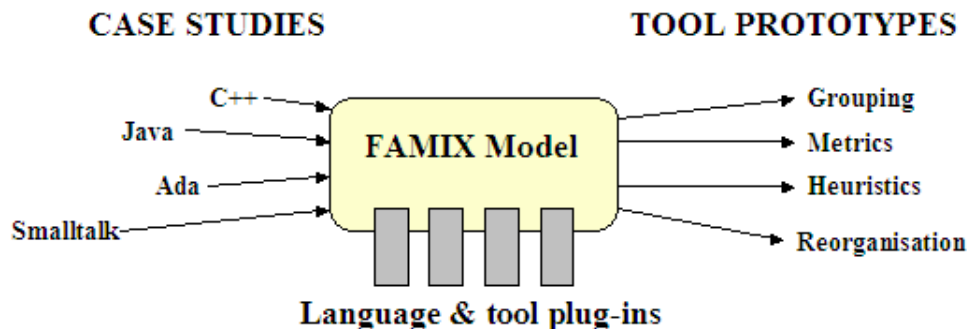 CASE STUDIES
TOOL PROTOTYPES
C++
Java
Ada
Smalltalk
FAMIX Model
Grouping
Metrics
Heuristics
Reorganisation
Language & tool plug-ins